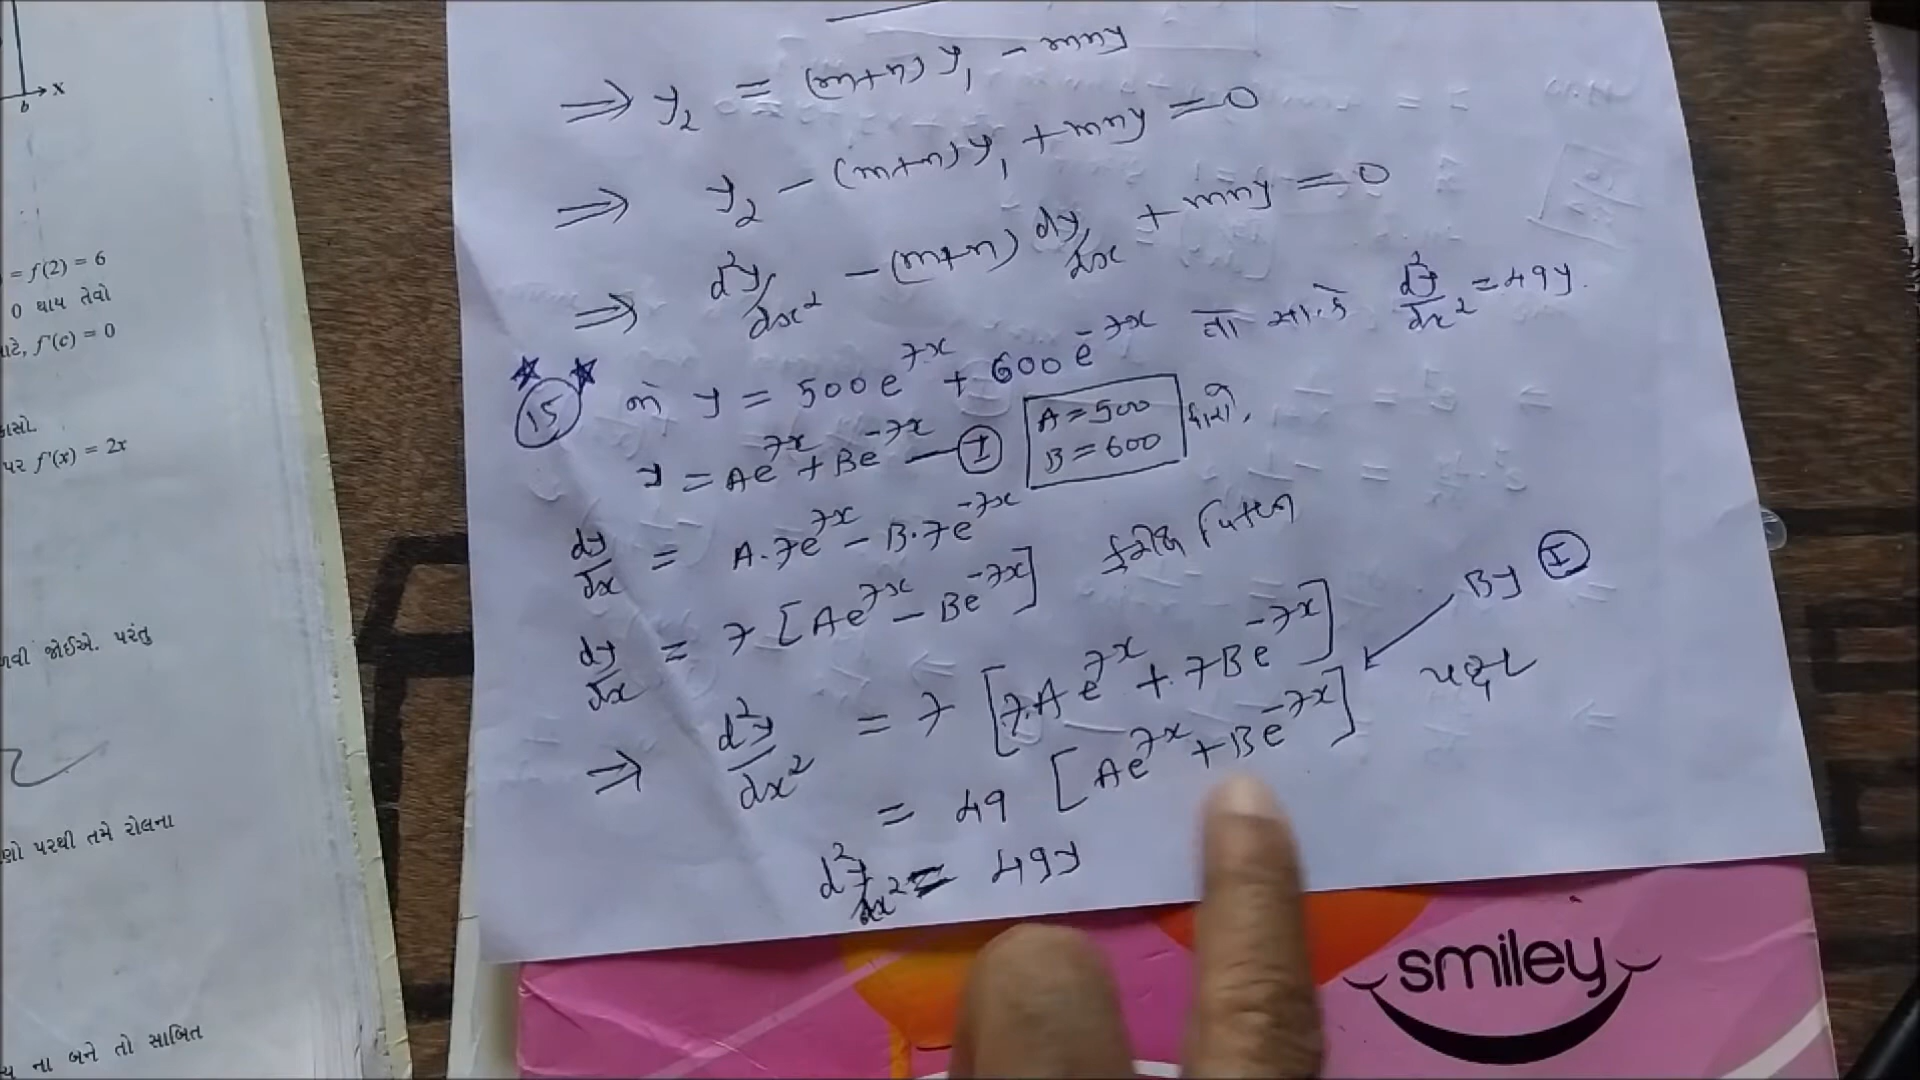 b
X
= f(2) = 6
0 થાય તેવો
માટે, f'(c) = 0
પર f'(x) = 2x
જોઈએ. પરંતુ
પરથી તમે રોલના
ના બને તો સાબિત
⇒ y₂ = (m+n) y₁ - mny
⇒ y₂ - (m+n) y₁ + mny = 0
⇒ d²y/dx² - (m+n) dy/dx + mny = 0
15 જો y = 500e^7x + 600e^-7x તો d²y/dx² = 49y.
y = Ae^7x + Be^-7x — I A = 500 B = 600
dy/dx = A·7e^7x - B·7e^-7x
dy/dx = 7 [Ae^7x - Be^-7x]
⇒ d²y/dx² = 7 [7·Ae^7x + 7Be^-7x] By I
= 49 [Ae^7x + Be^-7x]
d²y/dx² = 49y
smiley